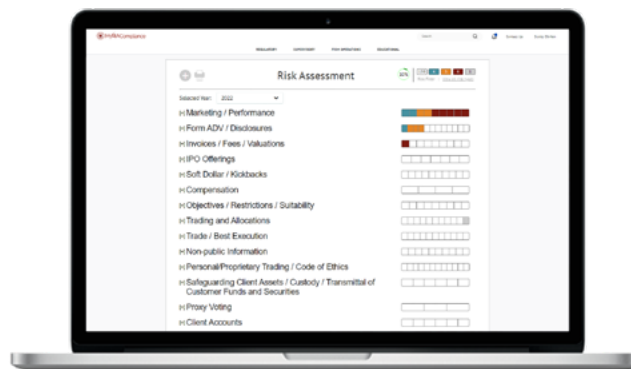 Risk Assessment
Selected Year: 2022
[+] Marketing / Performance
[+] Form ADV / Disclosures
[+] Invoices / Fees / Valuations
[+] IPO Offerings
[+] Soft Dollar / Kickbacks
[+] Compensation
[+] Objectives / Restrictions / Suitability
[+] Trading and Allocations
[+] Trade / Best Execution
[+] Non-public Information
[+] Personal/Proprietary Trading / Code of Ethics
[+] Safeguarding Client Assets / Custody / Transmittal of
Customer Funds and Securities
[+] Proxy Voting
[+] Client Accounts